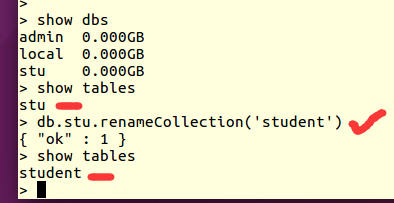 >
> show dbs
admin  0.000GB
local  0.000GB
stu    0.000GB
> show tables
stu
> db.stu.renameCollection('student')
{ "ok" : 1 }
> show tables
student
>